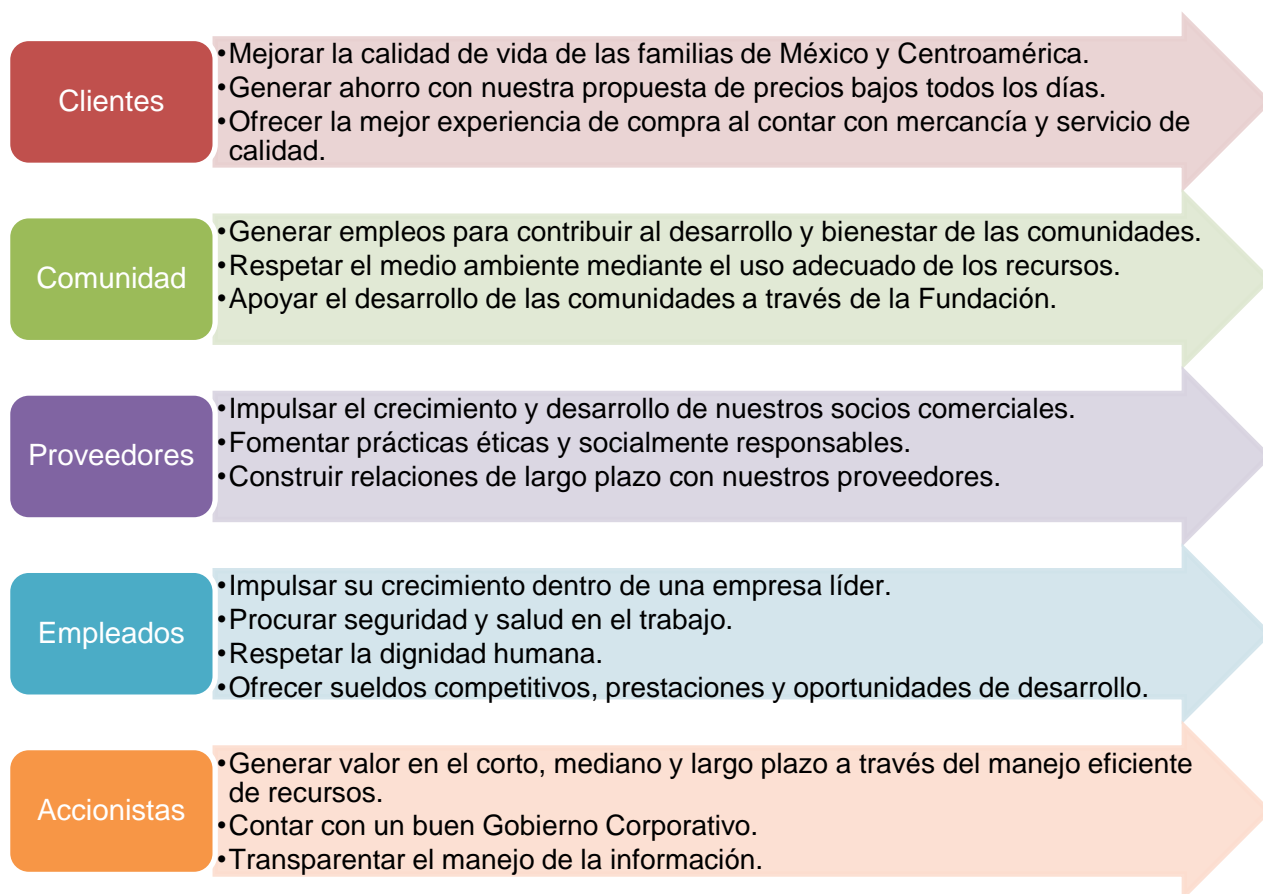 Clientes
•Mejorar la calidad de vida de las familias de México y Centroamérica.
•Generar ahorro con nuestra propuesta de precios bajos todos los días.
•Ofrecer la mejor experiencia de compra al contar con mercancía y servicio de
calidad.
Comunidad
•Generar empleos para contribuir al desarrollo y bienestar de las comunidades.
•Respetar el medio ambiente mediante el uso adecuado de los recursos.
•Apoyar el desarrollo de las comunidades a través de la Fundación.
Proveedores
•Impulsar el crecimiento y desarrollo de nuestros socios comerciales.
•Fomentar prácticas éticas y socialmente responsables.
•Construir relaciones de largo plazo con nuestros proveedores.
Empleados
•Impulsar su crecimiento dentro de una empresa líder.
•Procurar seguridad y salud en el trabajo.
•Respetar la dignidad humana.
•Ofrecer sueldos competitivos, prestaciones y oportunidades de desarrollo.
Accionistas
•Generar valor en el corto, mediano y largo plazo a través del manejo eficiente
de recursos.
•Contar con un buen Gobierno Corporativo.
•Transparentar el manejo de la información.